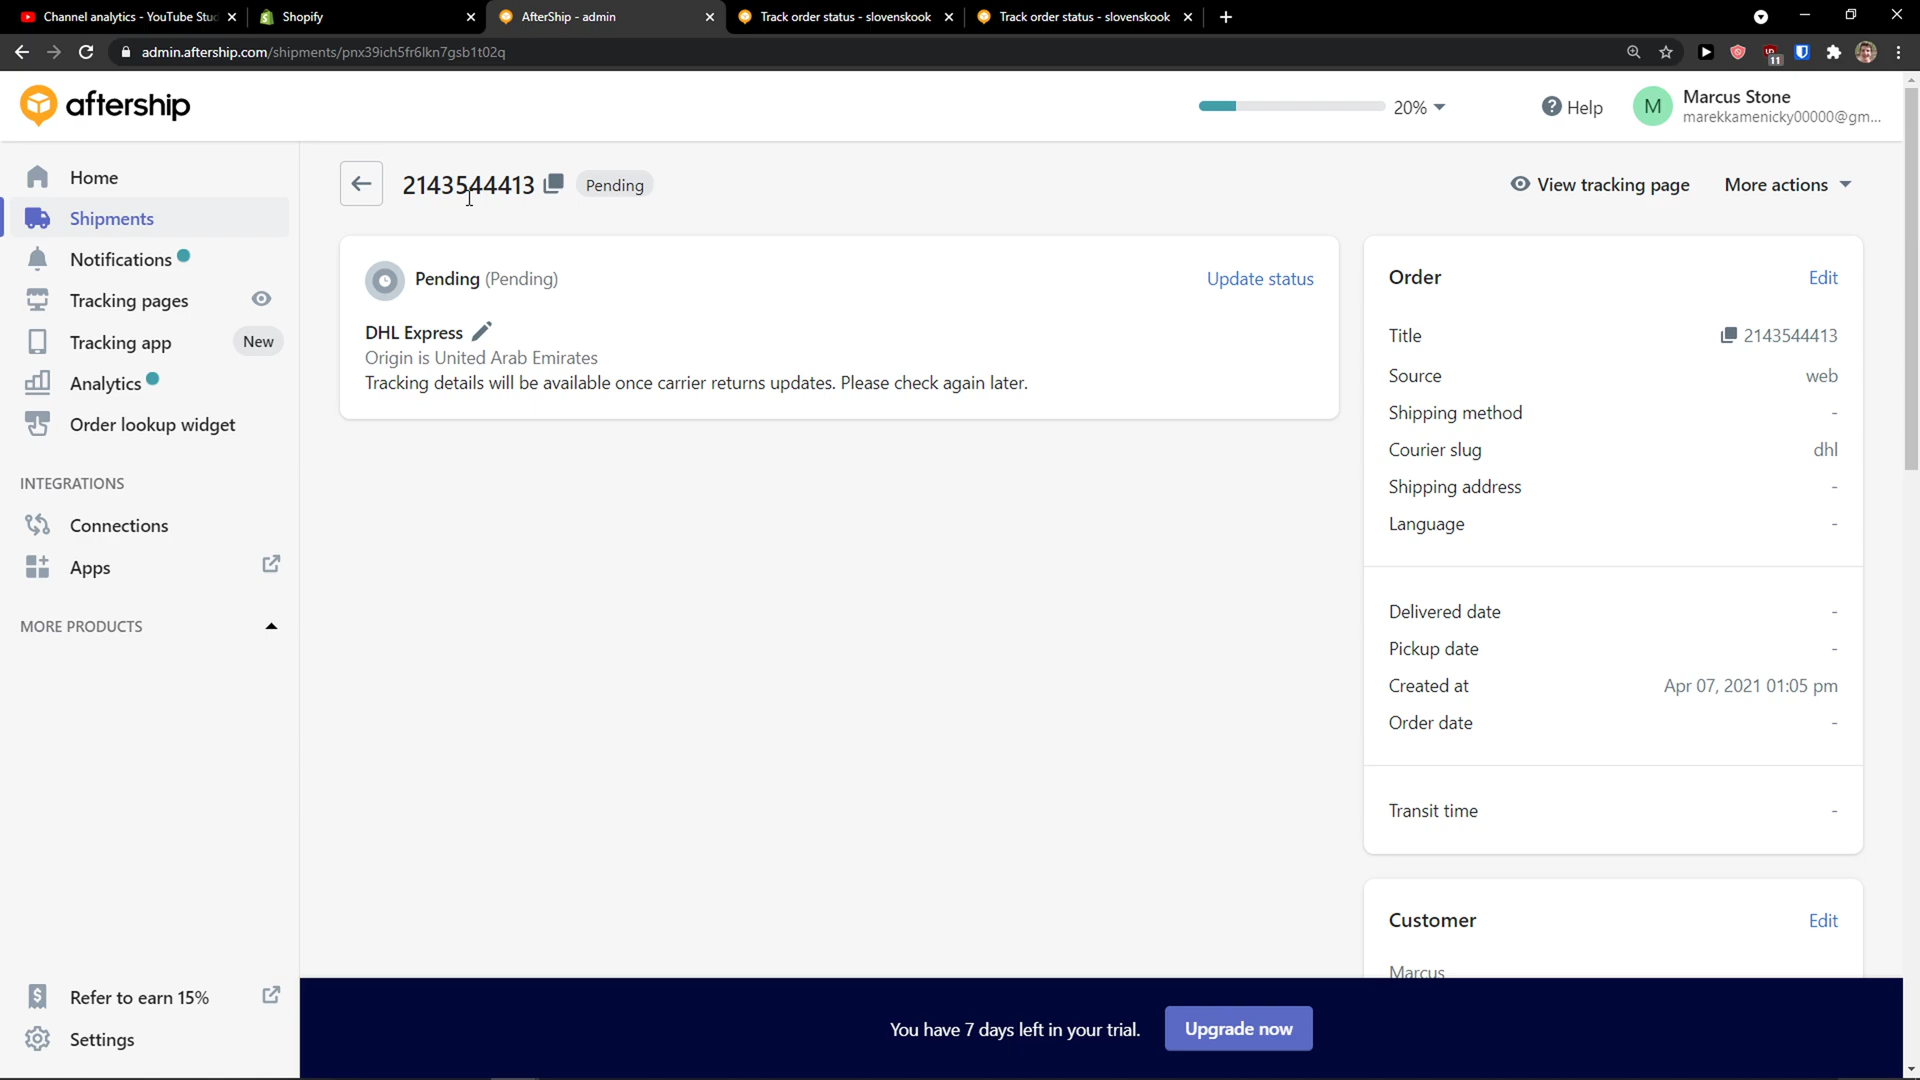 Channel analytics - YouTube Stu
Shopify
AfterShip - admin
Track order status - slovenskook
Track order status - slovenskook
admin.aftership.com/shipments/pnx39ich5fr6lkn7gsb1t02q
11
aftership
20%
Help
M
Marcus Stone
marekkamenicky00000@gm...
Home
Shipments
Notifications
Tracking pages
Tracking app
New
Analytics
Order lookup widget
INTEGRATIONS
Connections
Apps
MORE PRODUCTS
Refer to earn 15%
Settings
2143544413
Pending
View tracking page
More actions
Pending (Pending)
Update status
DHL Express
Origin is United Arab Emirates
Tracking details will be available once carrier returns updates. Please check again later.
Order
Edit
Title
2143544413
Source
web
Shipping method
-
Courier slug
dhl
Shipping address
-
Language
-
Delivered date
-
Pickup date
-
Created at
Apr 07, 2021 01:05 pm
Order date
-
Transit time
-
Customer
Edit
Marcus
You have 7 days left in your trial.
Upgrade now